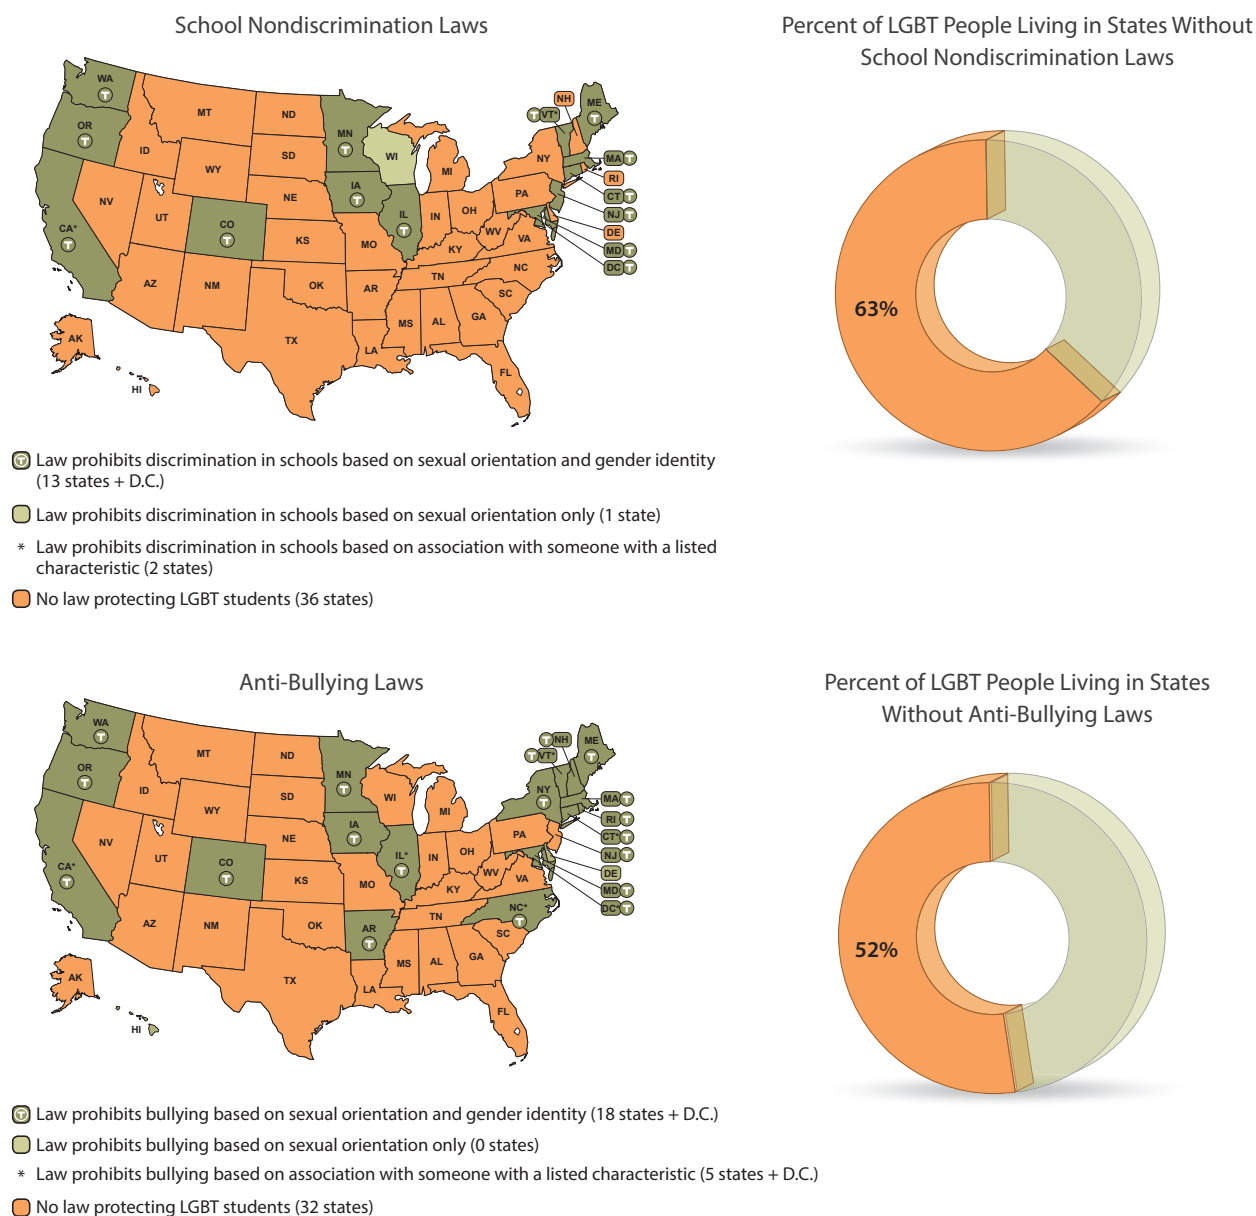 School Nondiscrimination Laws
WA
T
OR
T
CA*
T
NV
ID
MT
WY
UT
CO
T
AZ
NM
ND
SD
NE
KS
OK
TX
MN
T
IA
T
MO
AR
LA
WI
IL
T
MI
IN
OH
KY
TN
MS
AL
GA
FL
SC
NC
VA
WV
PA
NY
T VT*
NH
ME
T
MA T
RI
CT T
NJ T
DE
MD T
DC T
AK
HI
T Law prohibits discrimination in schools based on sexual orientation and gender identity
(13 states + D.C.)
Law prohibits discrimination in schools based on sexual orientation only (1 state)
* Law prohibits discrimination in schools based on association with someone with a listed
characteristic (2 states)
No law protecting LGBT students (36 states)
Percent of LGBT People Living in States Without
School Nondiscrimination Laws
63%
Anti-Bullying Laws
WA
T
OR
T
CA*
T
NV
ID
MT
WY
UT
CO
T
AZ
NM
ND
SD
NE
KS
OK
TX
MN
T
IA
T
MO
AR
T
LA
WI
IL*
T
MI
IN
OH
KY
TN
MS
AL
GA
FL
SC
NC*
T
VA
WV
PA
NY
T
T VT*
T NH
ME
T
MA T
RI T
CT* T
NJ T
DE
MD T
DC* T
AK
HI
T Law prohibits bullying based on sexual orientation and gender identity (18 states + D.C.)
Law prohibits bullying based on sexual orientation only (0 states)
* Law prohibits bullying based on association with someone with a listed characteristic (5 states + D.C.)
No law protecting LGBT students (32 states)
Percent of LGBT People Living in States
Without Anti-Bullying Laws
52%